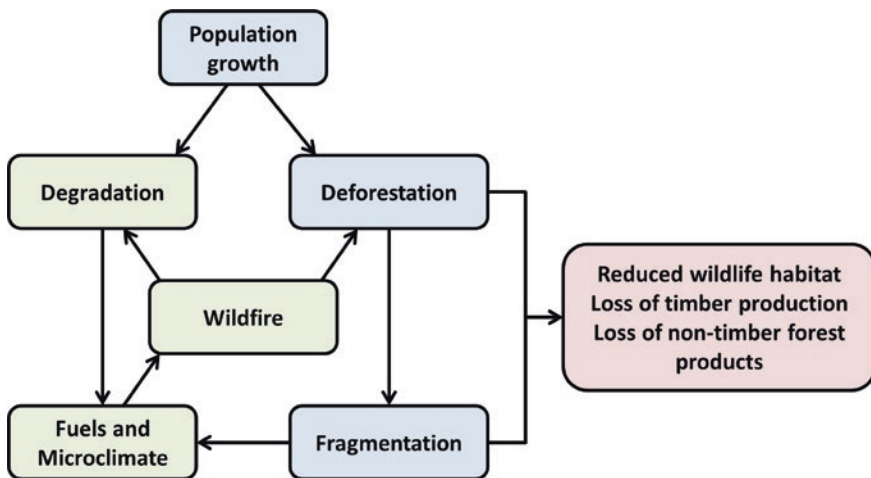 Population
growth
Degradation
Deforestation
Wildfire
Reduced wildlife habitat
Loss of timber production
Loss of non-timber forest
products
Fuels and
Microclimate
Fragmentation